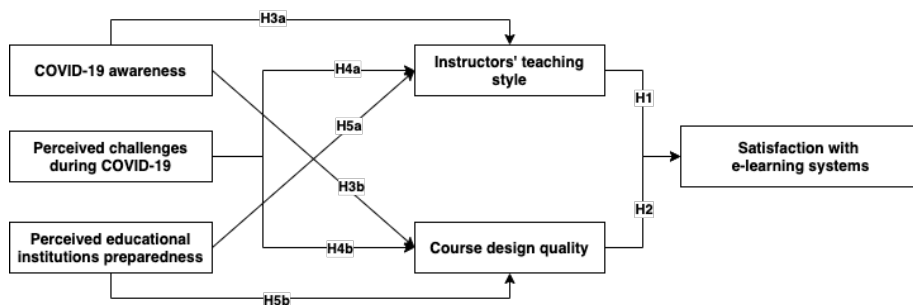 H3a
COVID-19 awareness
Instructors' teaching
style
H4a
H1
H5a
Perceived challenges
during COVID-19
Satisfaction with
e-learning systems
H3b
H2
Perceived educational
institutions preparedness
H4b
Course design quality
H5b